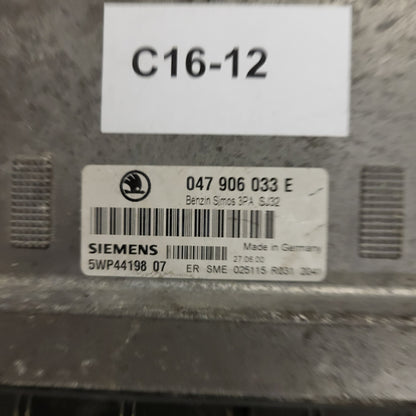 C16-12
047 906 033 E
Benzin Simos 3PA SJ32
Made in Germany
SIEMENS
27.06.00
5WP44198 07 ER SME 025115 R031